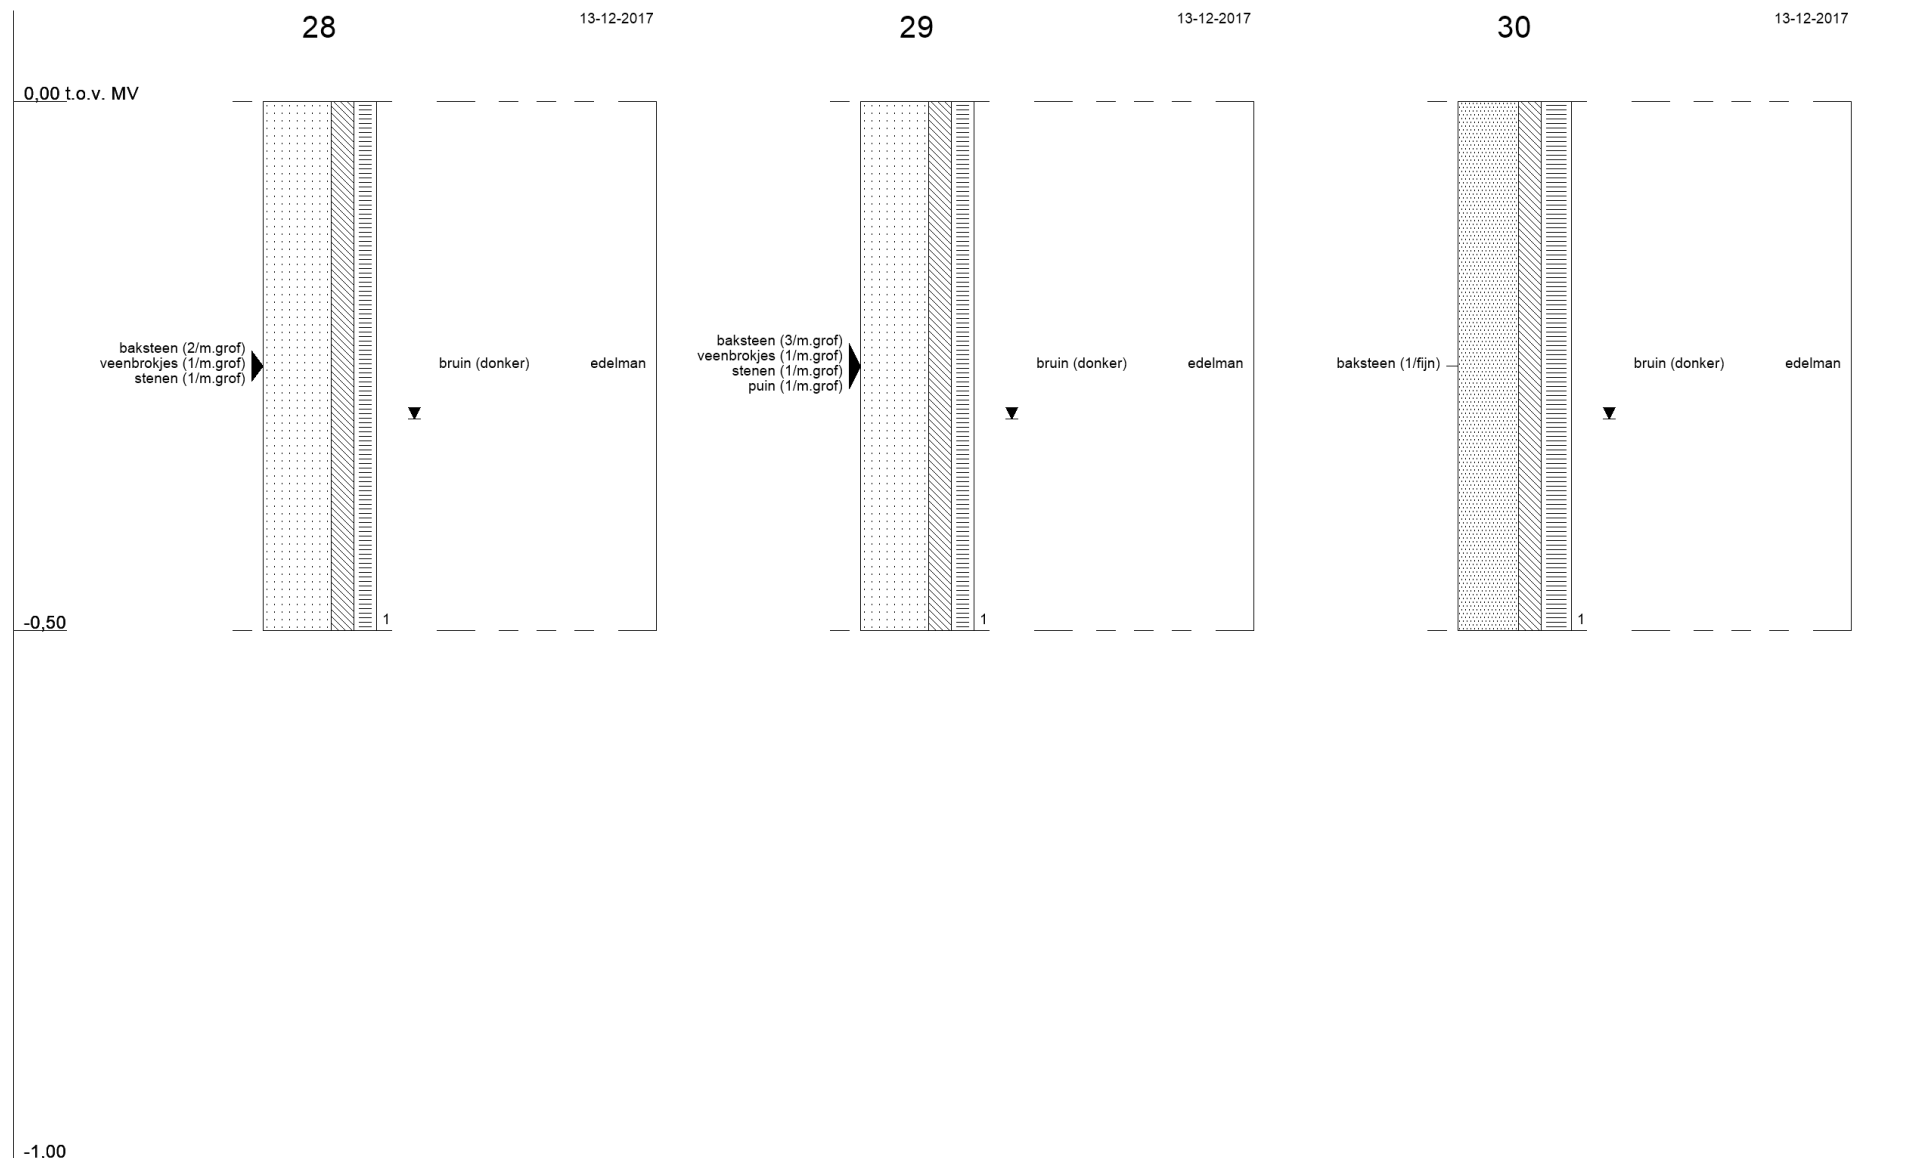 28
13-12-2017
29
13-12-2017
30
13-12-2017
0,00 t.o.v. MV
baksteen (2/m.grof)
veenbrokjes (1/m.grof)
stenen (1/m.grof)
bruin (donker)
edelman
1
baksteen (3/m.grof)
veenbrokjes (1/m.grof)
stenen (1/m.grof)
puin (1/m.grof)
bruin (donker)
edelman
1
baksteen (1/fijn)
bruin (donker)
edelman
1
-0,50
-1,00